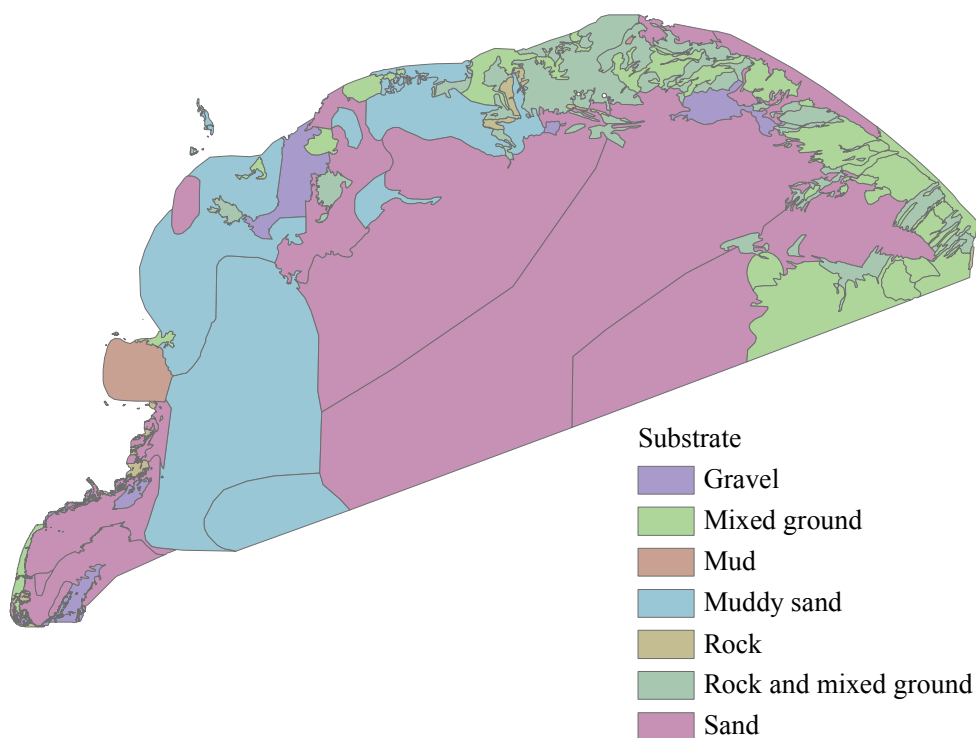 Substrate
Gravel
Mixed ground
Mud
Muddy sand
Rock
Rock and mixed ground
Sand